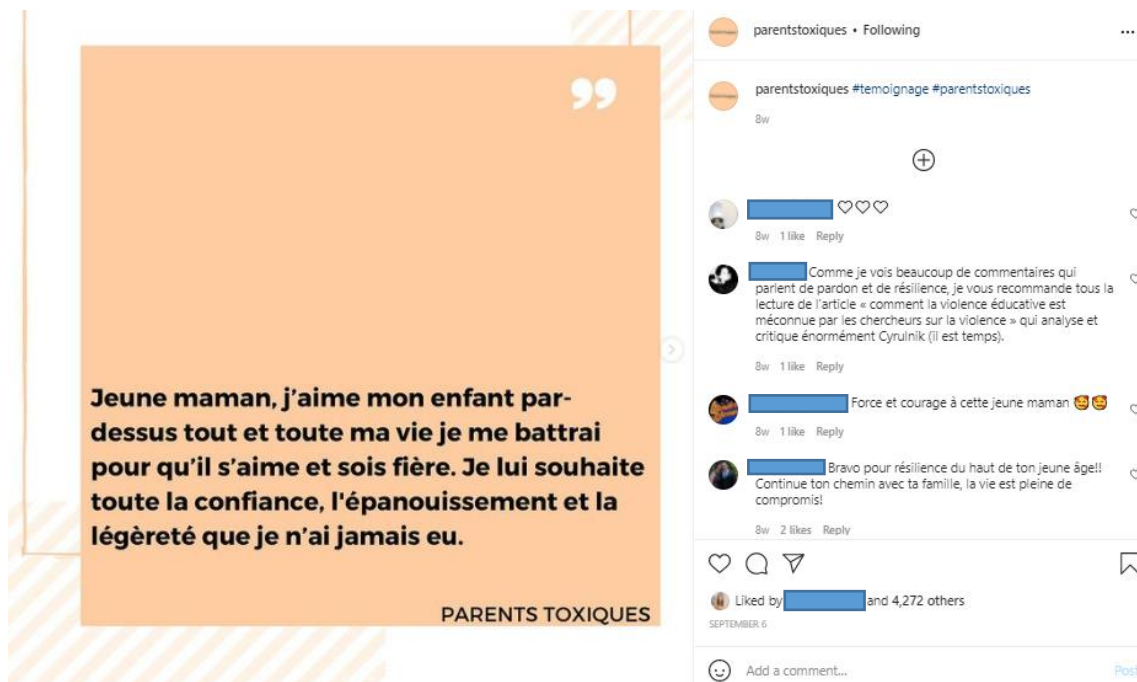 ”
Jeune maman, j’aime mon enfant par-
dessus tout et toute ma vie je me battrai
pour qu’il s’aime et sois fière. Je lui souhaite
toute la confiance, l'épanouissement et la
légèreté que je n’ai jamais eu.
PARENTS TOXIQUES
parentstoxiques • Following
parentstoxiques #temoignage #parentstoxiques
8w
8w 1 like Reply
Comme je vois beaucoup de commentaires qui
parlent de pardon et de résilience, je vous recommande tous la
lecture de l'article « comment la violence éducative est
méconnue par les chercheurs sur la violence » qui analyse et
critique énormément Cyrulnik (il est temps).
8w 1 like Reply
Force et courage à cette jeune maman 🥰🥰
8w 1 like Reply
Bravo pour résilience du haut de ton jeune âge!!
Continue ton chemin avec ta famille, la vie est pleine de
compromis!
8w 2 likes Reply
Liked by and 4,272 others
SEPTEMBER 6
Add a comment...
Post